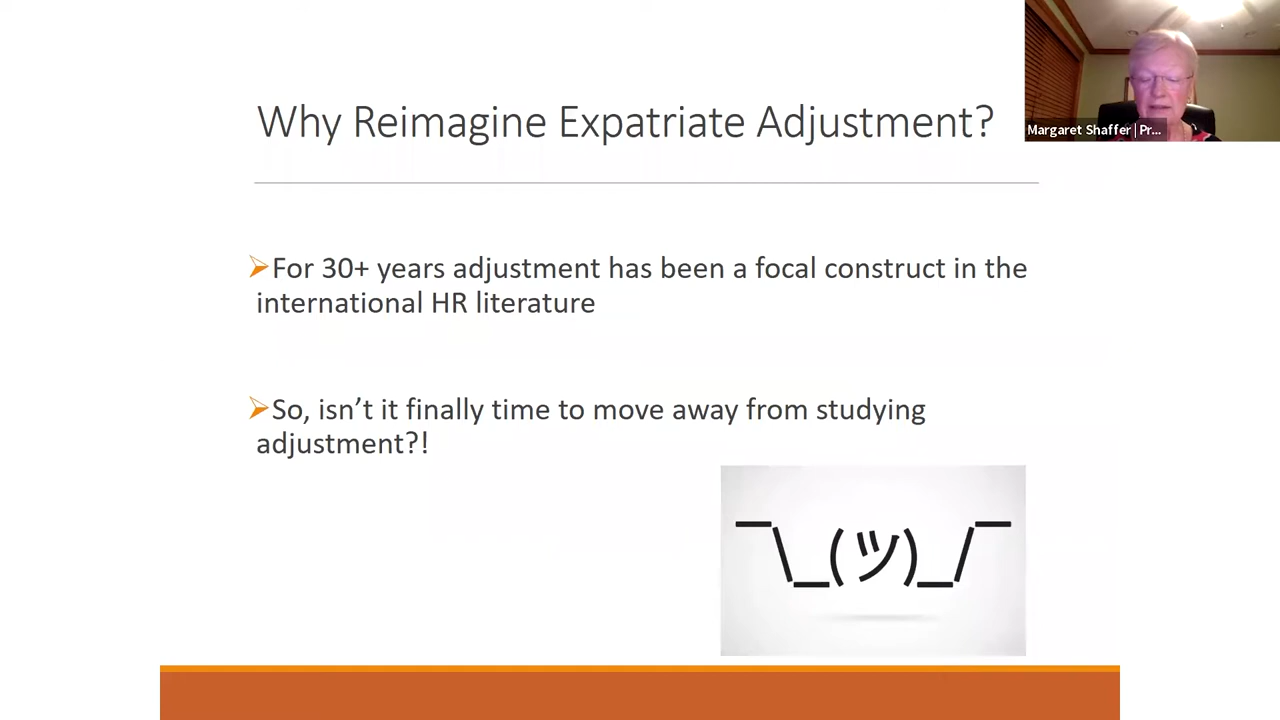 Why Reimagine Expatriate Adjustment?
Margaret Shaffer | Pr...
For 30+ years adjustment has been a focal construct in the
international HR literature
So, isn’t it finally time to move away from studying
adjustment?!
¯\_(ツ)_/¯